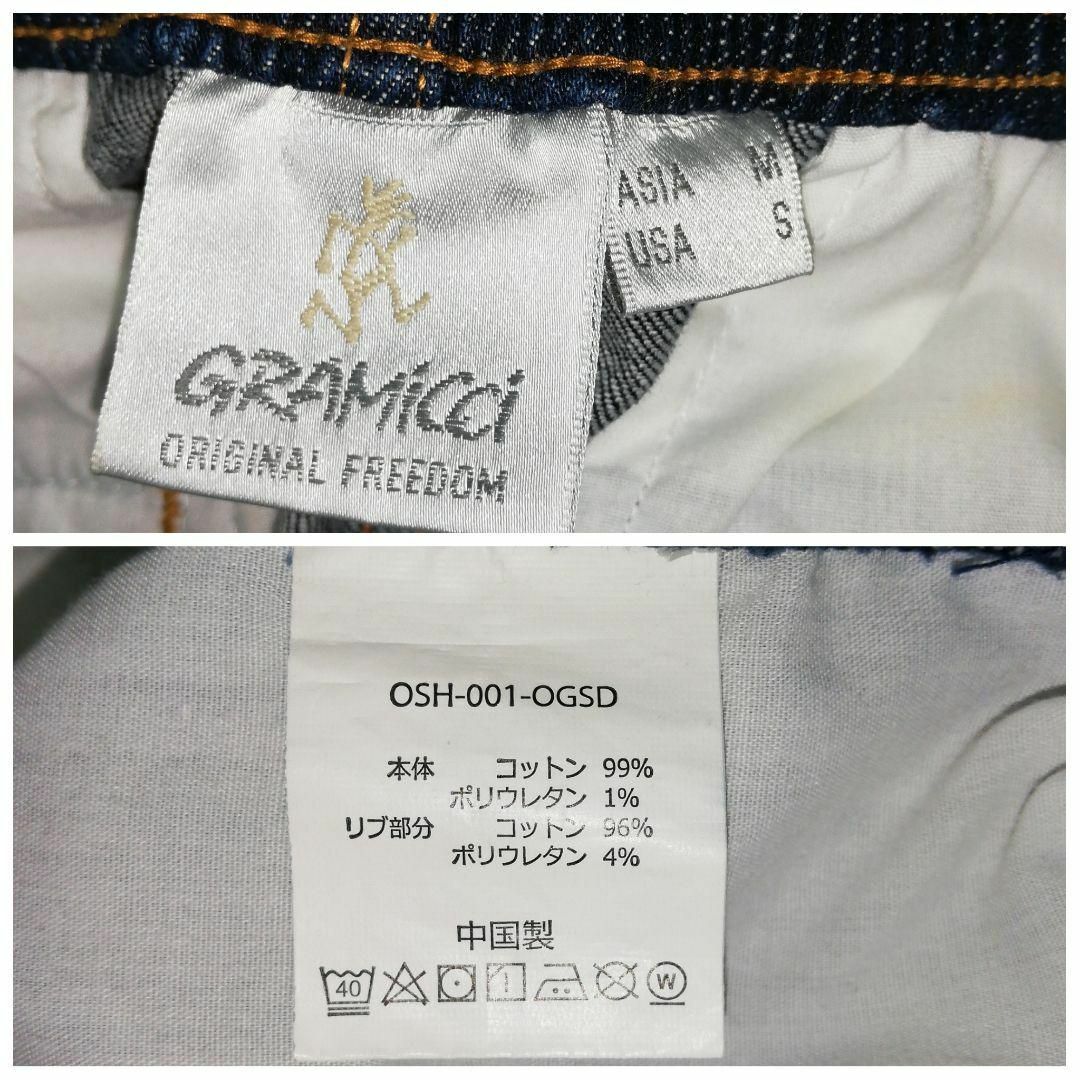 GRAMiCCi
ORIGINAL FREEDOM
ASIA M
USA S
OSH-001-OGSD
本体 コットン 99%
ポリウレタン 1%
リブ部分 コットン 96%
ポリウレタン 4%
中国製
40 W